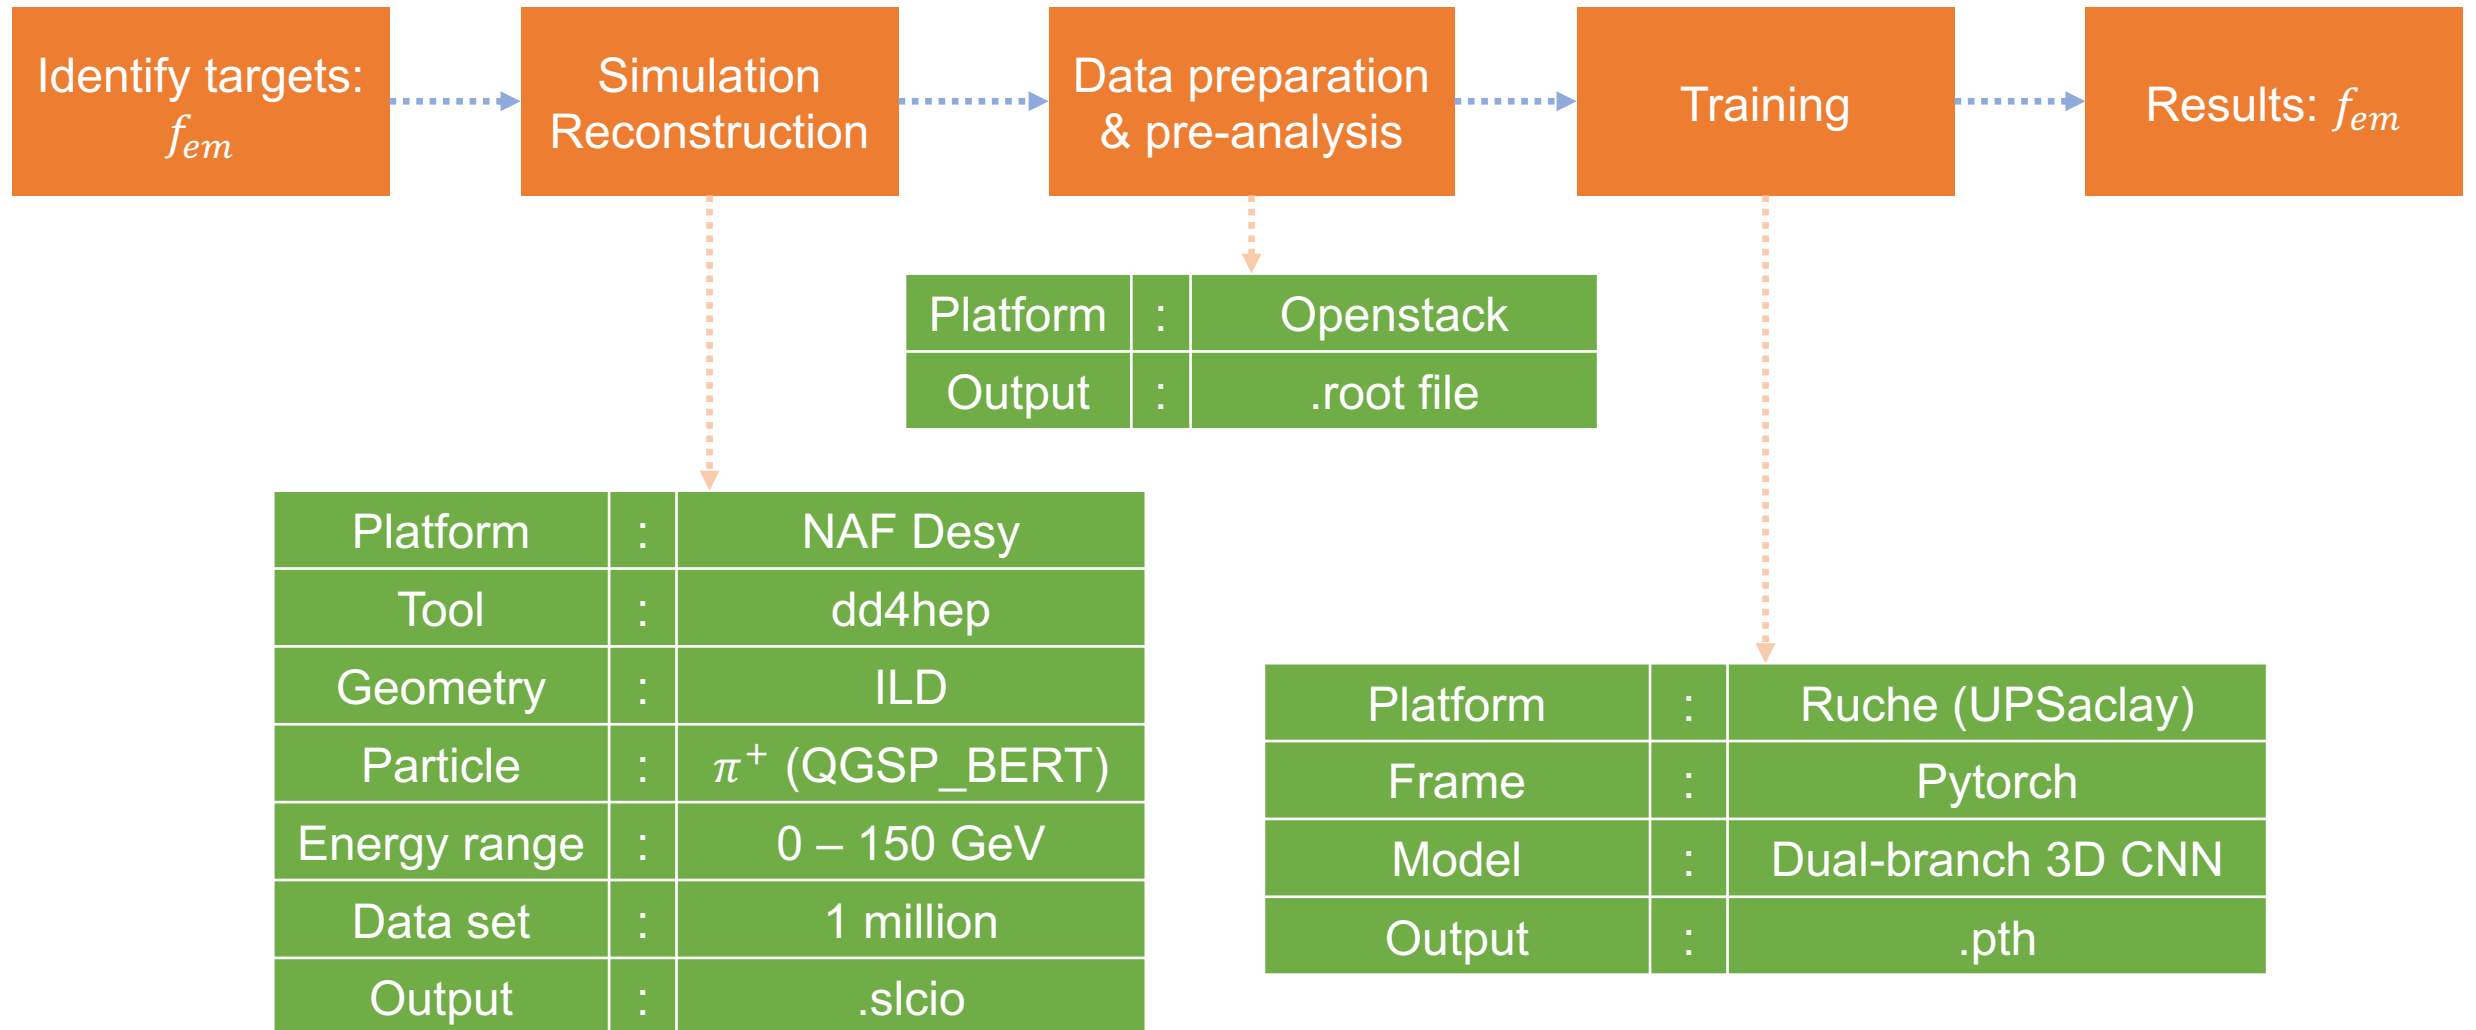 Identify targets:
𝑓ₑₘ
Simulation
Reconstruction
Data preparation
& pre-analysis
Training
Results: 𝑓ₑₘ
Platform : Openstack
Output : .root file
Platform : NAF Desy
Tool : dd4hep
Geometry : ILD
Particle : π⁺ (QGSP_BERT)
Energy range : 0 – 150 GeV
Data set : 1 million
Output : .slcio
Platform : Ruche (UPSaclay)
Frame : Pytorch
Model : Dual-branch 3D CNN
Output : .pth